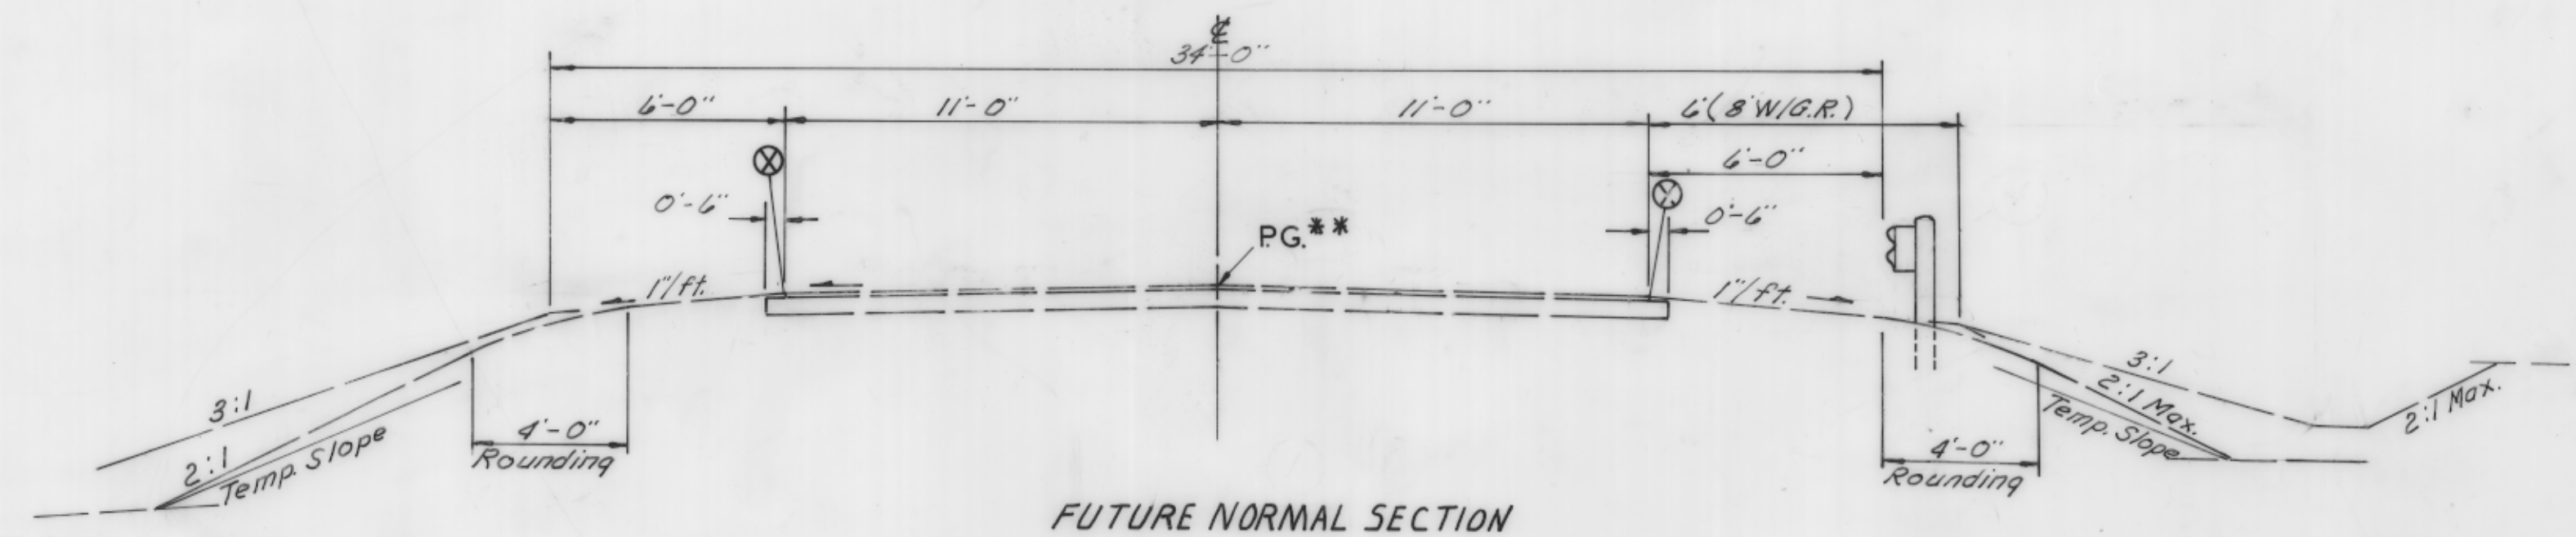 ℄
34'-0"
6'-0" 11'-0" 11'-0" 6'(8' W/G.R.)
6'-0"
0'-6" 0'-6"
P.G.**
1"/ft. 1"/ft.
3:1 3:1
2:1 2:1 Max. 2:1 Max.
Temp. Slope Temp. Slope
4'-0" 4'-0"
Rounding Rounding
FUTURE NORMAL SECTION